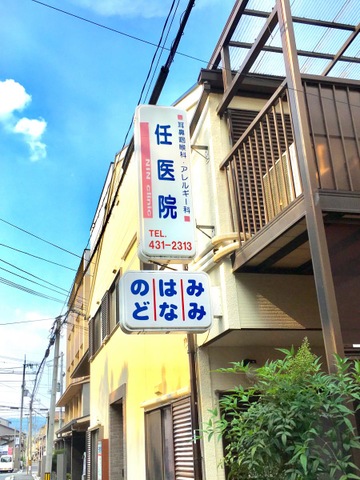 耳鼻咽喉科・アレルギー科
任医院
NIN clinic
TEL.
431-2313
みみ
はな
のど